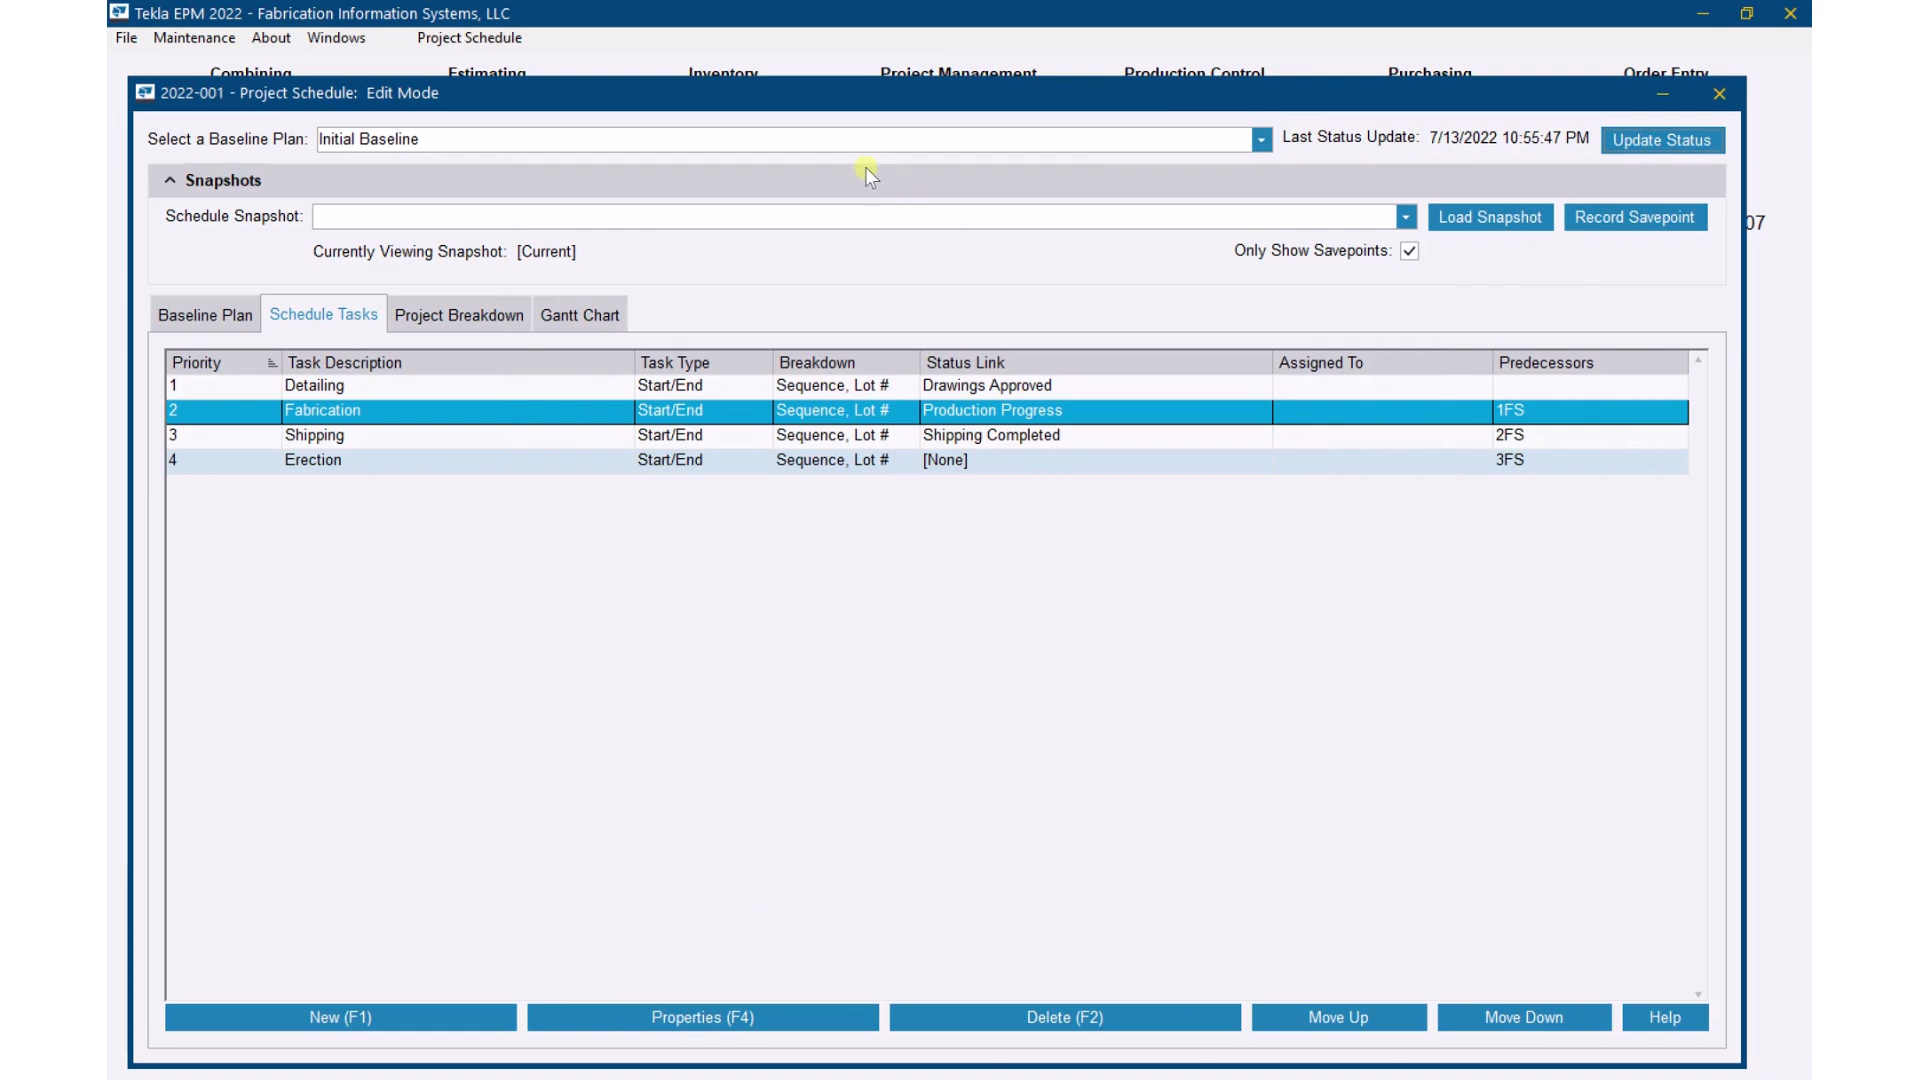 Tekla EPM 2022 - Fabrication Information Systems, LLC
File Maintenance About Windows Project Schedule
Combining Estimating Inventory Project Management Production Control Purchasing Order Entry
2022-001 - Project Schedule: Edit Mode
Select a Baseline Plan: Initial Baseline Last Status Update: 7/13/2022 10:55:47 PM Update Status
Snapshots
Schedule Snapshot: Load Snapshot Record Savepoint
07
Currently Viewing Snapshot: [Current] Only Show Savepoints:
Baseline Plan Schedule Tasks Project Breakdown Gantt Chart
Priority Task Description Task Type Breakdown Status Link Assigned To Predecessors
1 Detailing Start/End Sequence, Lot # Drawings Approved
2 Fabrication Start/End Sequence, Lot # Production Progress 1FS
3 Shipping Start/End Sequence, Lot # Shipping Completed 2FS
4 Erection Start/End Sequence, Lot # [None] 3FS
New (F1) Properties (F4) Delete (F2) Move Up Move Down Help